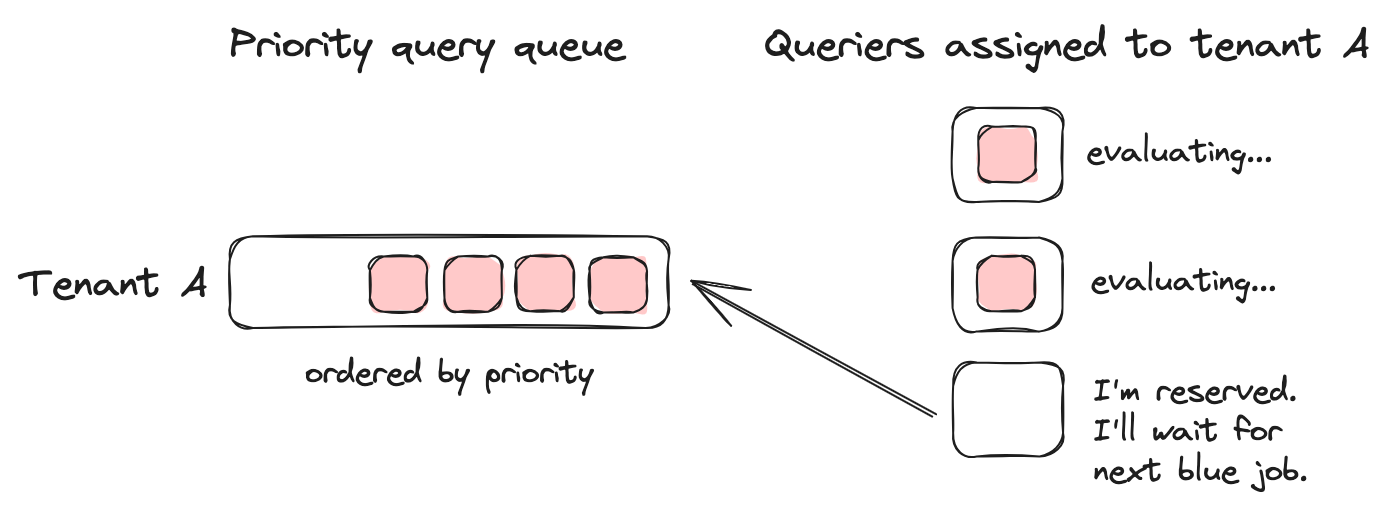 Priority query queue
Queriers assigned to tenant A
evaluating...
Tenant A
evaluating...
ordered by priority
I'm reserved.
I'll wait for
next blue job.